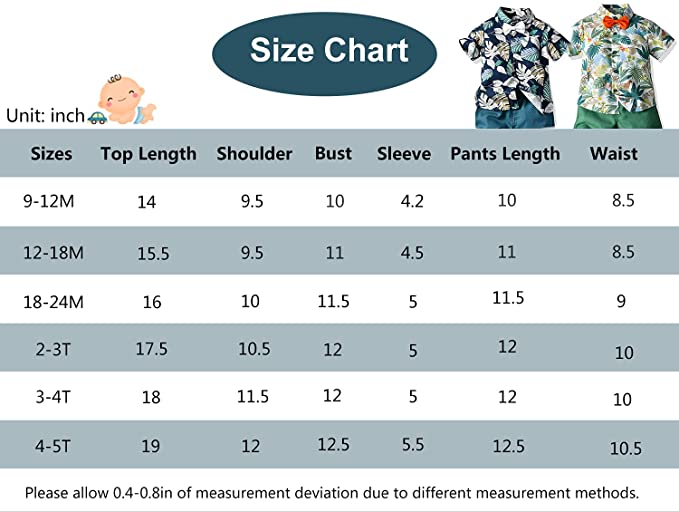 Size Chart
Unit: inch
Sizes Top Length Shoulder Bust Sleeve Pants Length Waist
9-12M 14 9.5 10 4.2 10 8.5
12-18M 15.5 9.5 11 4.5 11 8.5
18-24M 16 10 11.5 5 11.5 9
2-3T 17.5 10.5 12 5 12 10
3-4T 18 11.5 12 5 12 10
4-5T 19 12 12.5 5.5 12.5 10.5
Please allow 0.4-0.8in of measurement deviation due to different measurement methods.